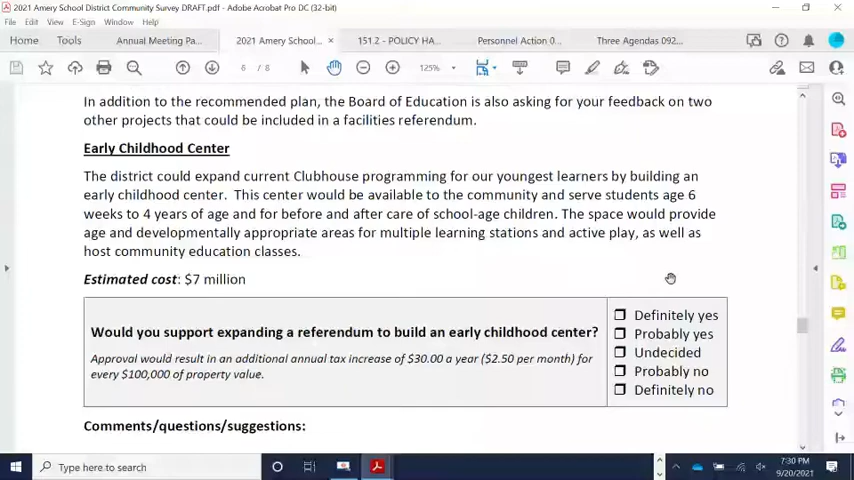 2021 Amery School District Community Survey DRAFT.pdf - Adobe Acrobat Pro DC (32-bit)
File Edit View E-Sign Window Help
Home Tools Annual Meeting Pa... 2021 Amery School... × 151.2 - POLICY HA... Personnel Action 0... Three Agendas 092...
6 / 8 125%
In addition to the recommended plan, the Board of Education is also asking for your feedback on two
other projects that could be included in a facilities referendum.
Early Childhood Center
The district could expand current Clubhouse programming for our youngest learners by building an
early childhood center. This center would be available to the community and serve students age 6
weeks to 4 years of age and for before and after care of school-age children. The space would provide
age and developmentally appropriate areas for multiple learning stations and active play, as well as
host community education classes.
Estimated cost: $7 million
Would you support expanding a referendum to build an early childhood center?
Approval would result in an additional annual tax increase of $30.00 a year ($2.50 per month) for
every $100,000 of property value.
Definitely yes
Probably yes
Undecided
Probably no
Definitely no
Comments/questions/suggestions:
Type here to search
7:30 PM
9/20/2021